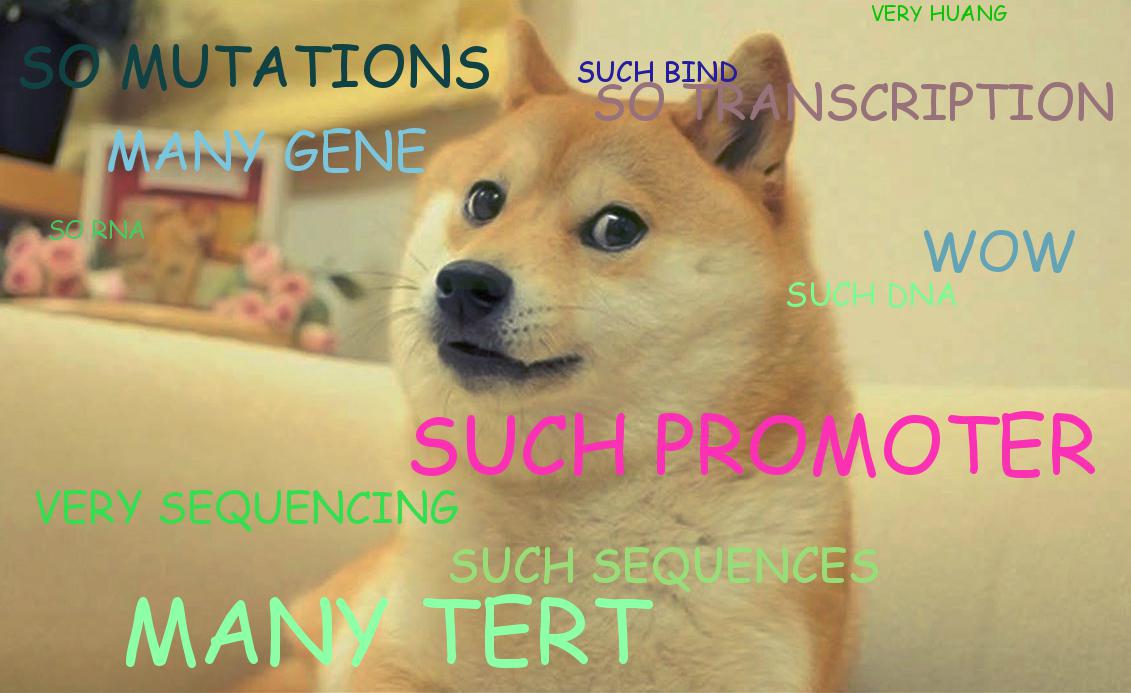 VERY HUANG
SO MUTATIONS
SUCH BIND
SO TRANSCRIPTION
MANY GENE
SO RNA
WOW
SUCH DNA
SUCH PROMOTER
VERY SEQUENCING
SUCH SEQUENCES
MANY TERT